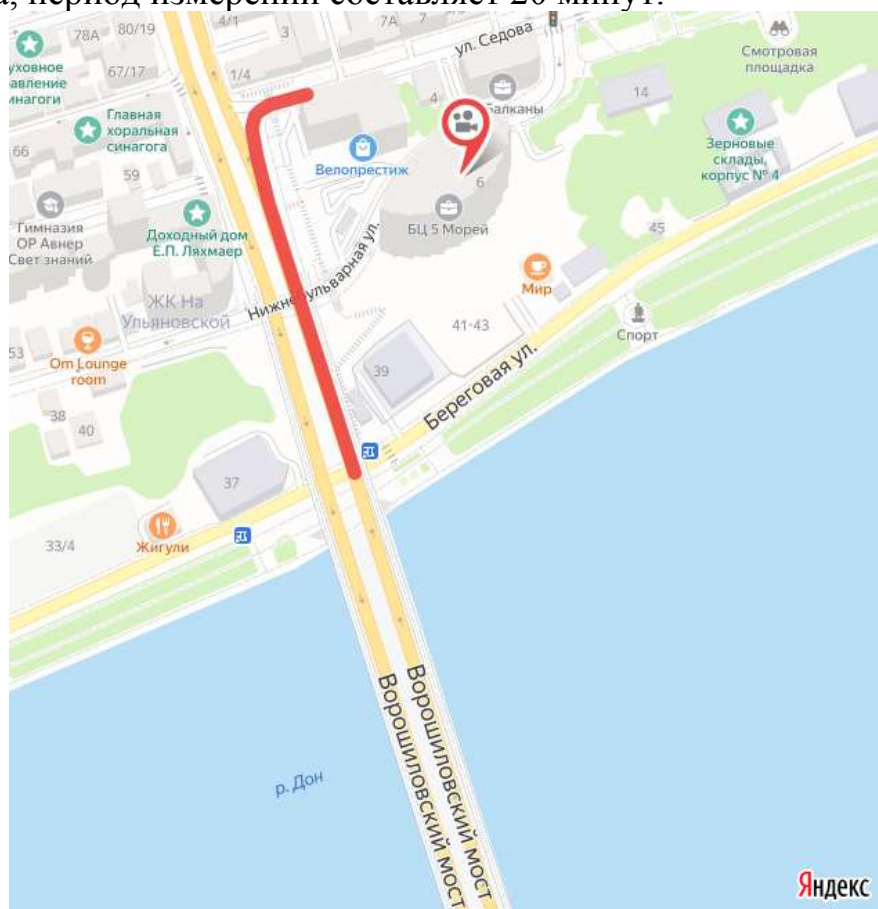 период измерений составляет 20 минут.
78А
80/19
4/1
3
7А
7
ул. Седова
Смотровая
площадка
67/17
1/4
Главная
хоральная
синагога
4
Балканы
14
66
59
Велопрестиж
6
Зерновые
склады,
корпус № 4
Гимназия
ОР Авнер
Свет знаний
Доходный дом
Е.П. Ляхмаер
БЦ 5 Морей
45
ЖК На
Ульяновской
Нижнебульварная ул.
Мир
53
Om Lounge
room
41-43
Спорт
39
Береговая ул.
38
40
37
33/4
Жигули
Ворошиловский мост
Ворошиловский мост
р. Дон
Яндекс